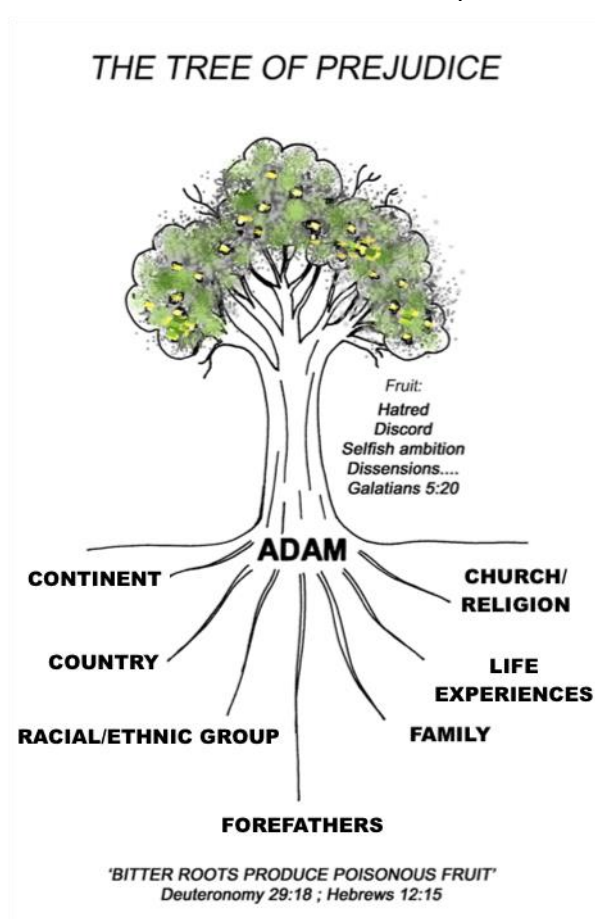 THE TREE OF PREJUDICE
Fruit:
Hatred
Discord
Selfish ambition
Dissensions....
Galatians 5:20
ADAM
CONTINENT
CHURCH/
RELIGION
COUNTRY
LIFE
EXPERIENCES
RACIAL/ETHNIC GROUP
FAMILY
FOREFATHERS
'BITTER ROOTS PRODUCE POISONOUS FRUIT'
Deuteronomy 29:18 ; Hebrews 12:15